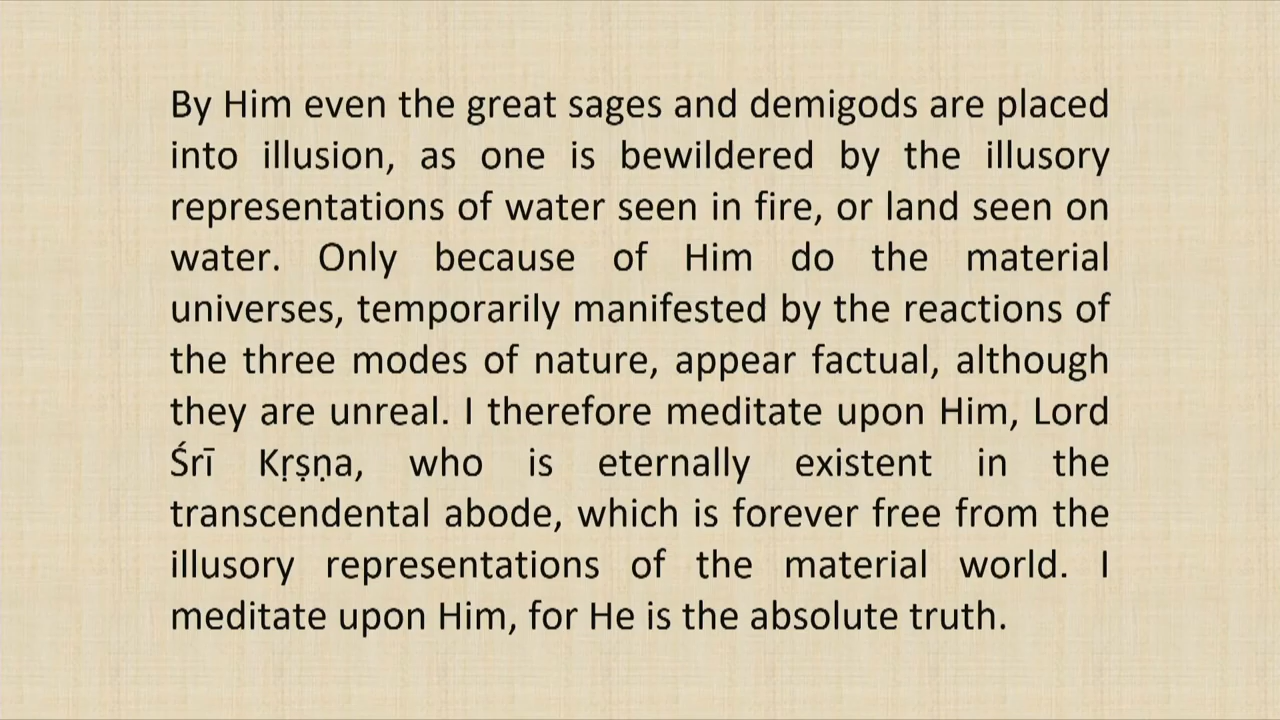 By Him even the great sages and demigods are placed
into illusion, as one is bewildered by the illusory
representations of water seen in fire, or land seen on
water. Only because of Him do the material
universes, temporarily manifested by the reactions of
the three modes of nature, appear factual, although
they are unreal. I therefore meditate upon Him, Lord
Śrī Kṛṣṇa, who is eternally existent in the
transcendental abode, which is forever free from the
illusory representations of the material world. I
meditate upon Him, for He is the absolute truth.